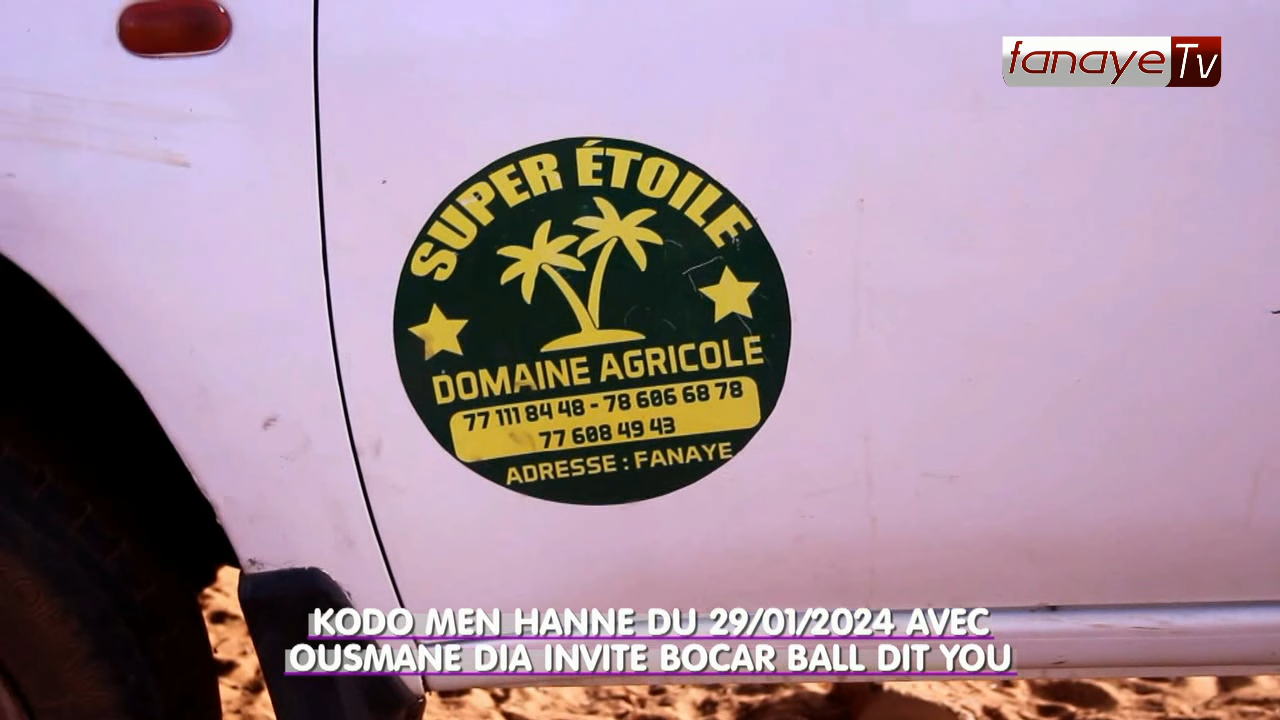 fanaye Tv
SUPER ÉTOILE
DOMAINE AGRICOLE
77 111 84 48 - 78 606 68 78
77 608 49 43
ADRESSE : FANAYE
KODO MEN HANNE DU 29/01/2024 AVEC
OUSMANE DIA INVITE BOCAR BALL DIT YOU